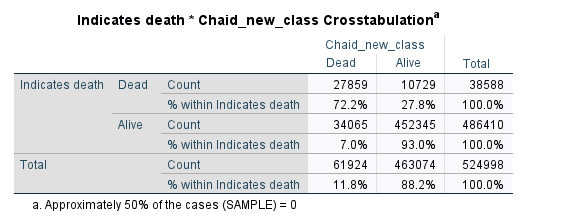 Indicates death * Chaid_new_class Crosstabulationᵃ
Chaid_new_class
Dead Alive Total
Indicates death Dead Count 27859 10729 38588
% within Indicates death 72.2% 27.8% 100.0%
Alive Count 34065 452345 486410
% within Indicates death 7.0% 93.0% 100.0%
Total Count 61924 463074 524998
% within Indicates death 11.8% 88.2% 100.0%
a. Approximately 50% of the cases (SAMPLE) = 0